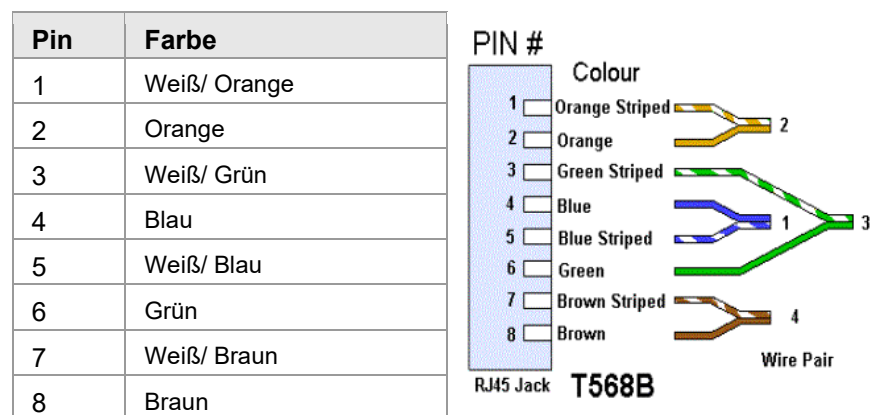 Pin Farbe
1 Weiß/ Orange
2 Orange
3 Weiß/ Grün
4 Blau
5 Weiß/ Blau
6 Grün
7 Weiß/ Braun
8 Braun
PIN #
Colour
1 Orange Striped
2 Orange
2
3 Green Striped
4 Blue
1
3
5 Blue Striped
6 Green
7 Brown Striped
4
8 Brown
Wire Pair
RJ45 Jack T568B